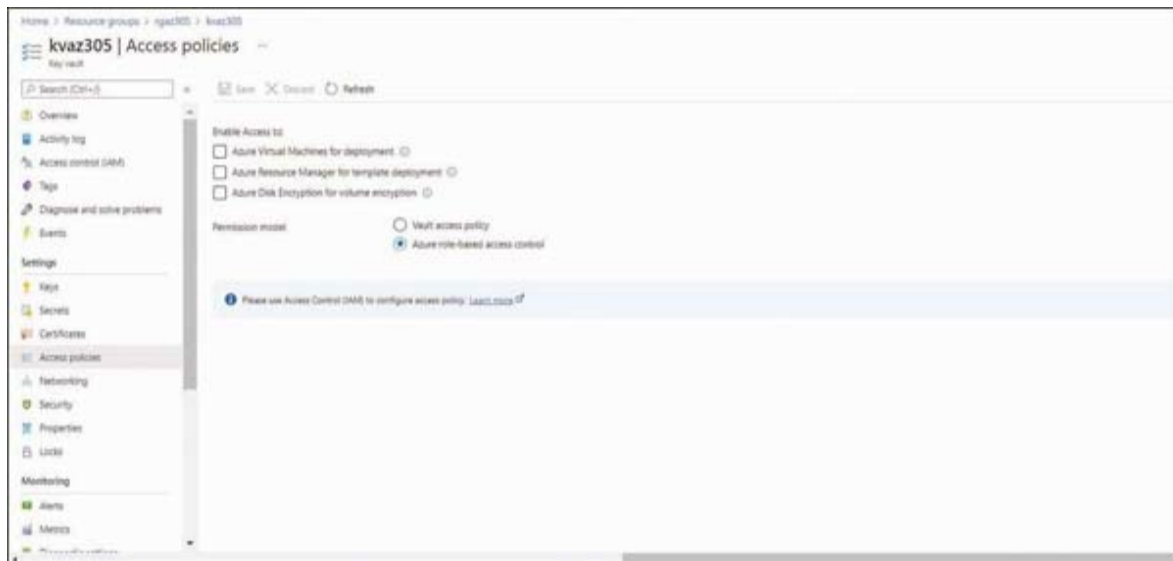 Home > Resource groups > rgaz305 > kvaz305
kvaz305 | Access policies ...
Key vault
Search (Ctrl+/)
Save
Discard
Refresh
Overview
Activity log
Access control (IAM)
Tags
Diagnose and solve problems
Events
Settings
Keys
Secrets
Certificates
Access policies
Networking
Security
Properties
Locks
Monitoring
Alerts
Metrics
Diagnostic settings
Enable Access to:
Azure Virtual Machines for deployment
Azure Resource Manager for template deployment
Azure Disk Encryption for volume encryption
Permission model
Vault access policy
Azure role-based access control
Please use Access Control (IAM) to configure access policy. Learn more